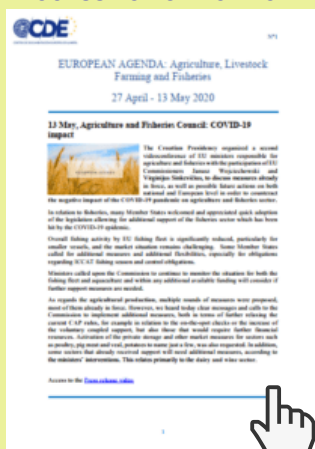 CDE
Nº1
EUROPEAN AGENDA: Agriculture, Livestock
Farming and Fisheries
27 April - 13 May 2020
13 May, Agriculture and Fisheries Council: COVID-19
impact
The Croatian Presidency organized a second
videoconference of EU ministers responsible for
agriculture and fisheries with the participation of EU
Commissioners Janusz Wojciechowski and
Virginijus Sinkevičius, to discuss measures already
in force, as well as possible future actions on both
national and European level in order to counteract
the negative impact of the COVID-19 pandemic on agriculture and fisheries sector.
In relation to fisheries, many Member States welcomed and appreciated quick adoption
of the legislation allowing for additional support of the fisheries sector which has been
hit by the COVID-19 epidemic.
Overall fishing activity by EU fishing fleet is significantly reduced, particularly for
smaller vessels, and the market situation remains challenging. Some Member States
called for additional measures and additional flexibilities, especially for obligations
regarding ICCAT fishing season and control obligations.
Ministers called upon the Commission to continue to monitor the situation for both the
fishing fleet and aquaculture and within any additional available funding will consider if
further support measures are needed.
As regards the agricultural production, multiple rounds of measures were proposed,
most of them already in force. However, we heard today clear messages and calls to the
Commission to implement additional measures, both in terms of further relaxing the
current CAP rules, for example in relation to the on-the-spot checks or the increase of
the voluntary coupled support, but also those that would require further financial
resources. Activation of the private storage and other market measures for sectors such
as poultry, pig meat and veal, potatoes to name just a few, was also requested. In addition,
some sectors that already received support will need additional measures, according to
the ministers' interventions. This relates primarily to the dairy and wine sector.
Access to the Press release video
1